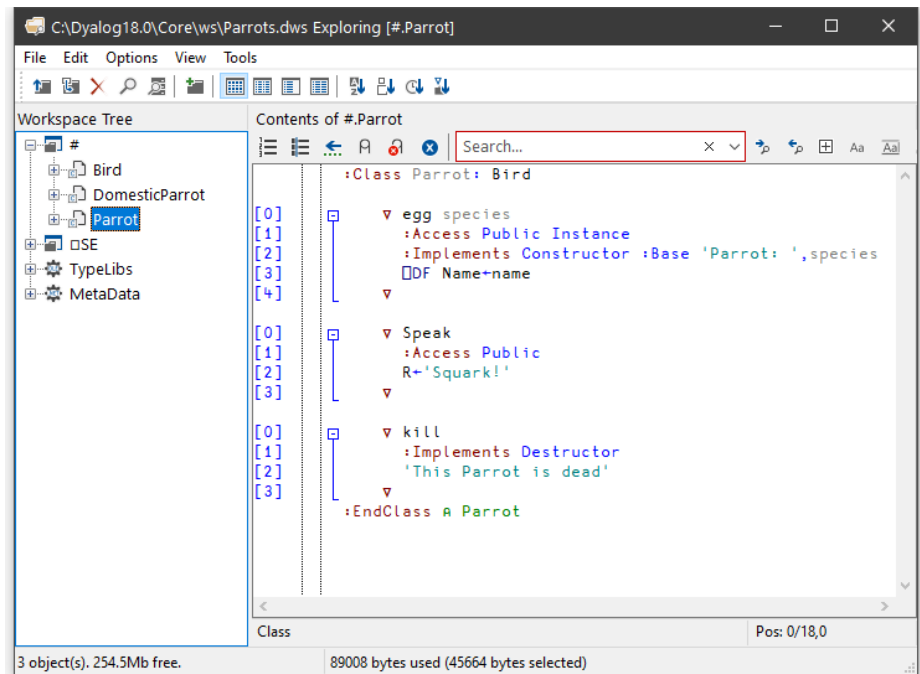 C:\Dyalog18.0\Core\ws\Parrots.dws Exploring [#.Parrot]
File Edit Options View Tools
Workspace Tree
Contents of #.Parrot
#
Bird
DomesticParrot
Parrot
⎕SE
TypeLibs
MetaData
Search...
Aa
Aa
:Class Parrot: Bird
[0] ∇ egg species
[1] :Access Public Instance
[2] :Implements Constructor :Base 'Parrot: ',species
[3] ⎕DF Name←name
[4] ∇
[0] ∇ Speak
[1] :Access Public
[2] R←'Squark!'
[3] ∇
[0] ∇ kill
[1] :Implements Destructor
[2] 'This Parrot is dead'
[3] ∇
:EndClass ⍝ Parrot
Class
Pos: 0/18,0
3 object(s). 254.5Mb free.
89008 bytes used (45664 bytes selected)